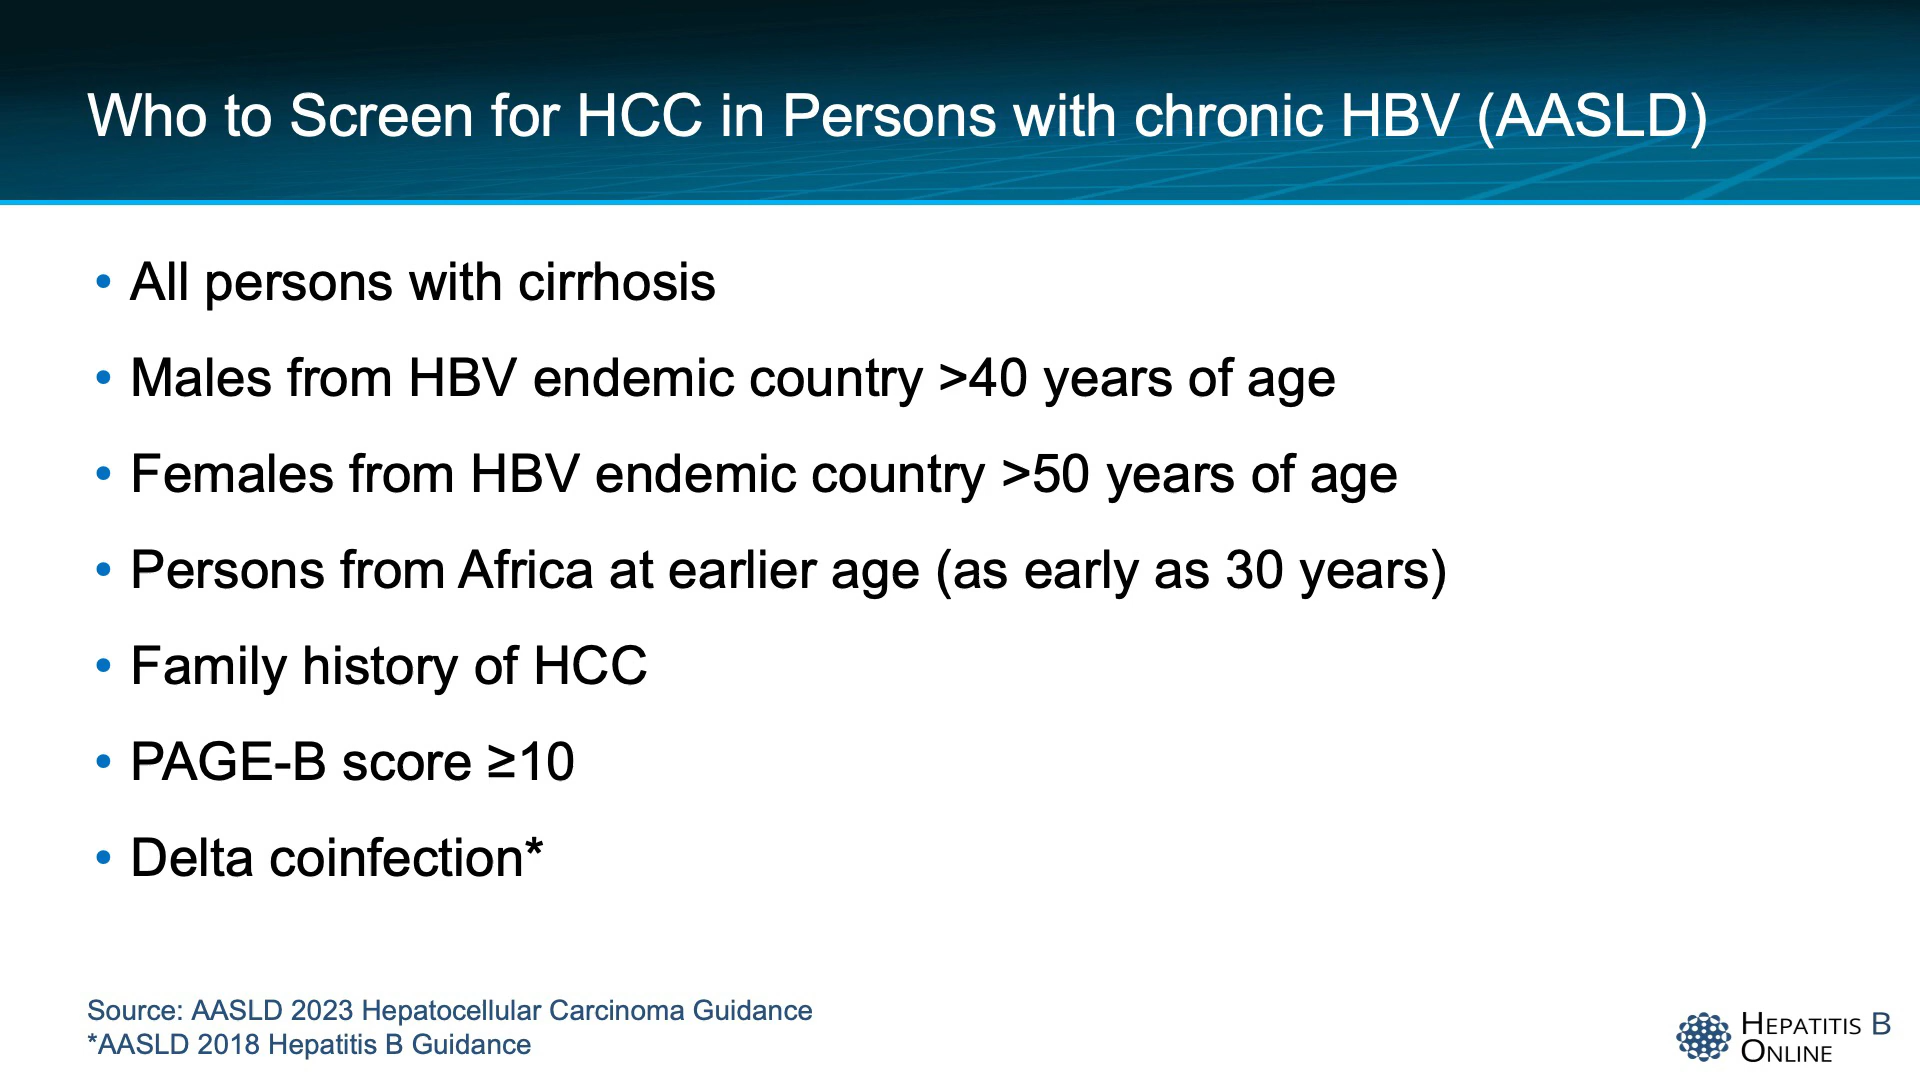 Who to Screen for HCC in Persons with chronic HBV (AASLD)
• All persons with cirrhosis
• Males from HBV endemic country >40 years of age
• Females from HBV endemic country >50 years of age
• Persons from Africa at earlier age (as early as 30 years)
• Family history of HCC
• PAGE-B score ≥10
• Delta coinfection*
Source: AASLD 2023 Hepatocellular Carcinoma Guidance
*AASLD 2018 Hepatitis B Guidance
HEPATITIS B
ONLINE